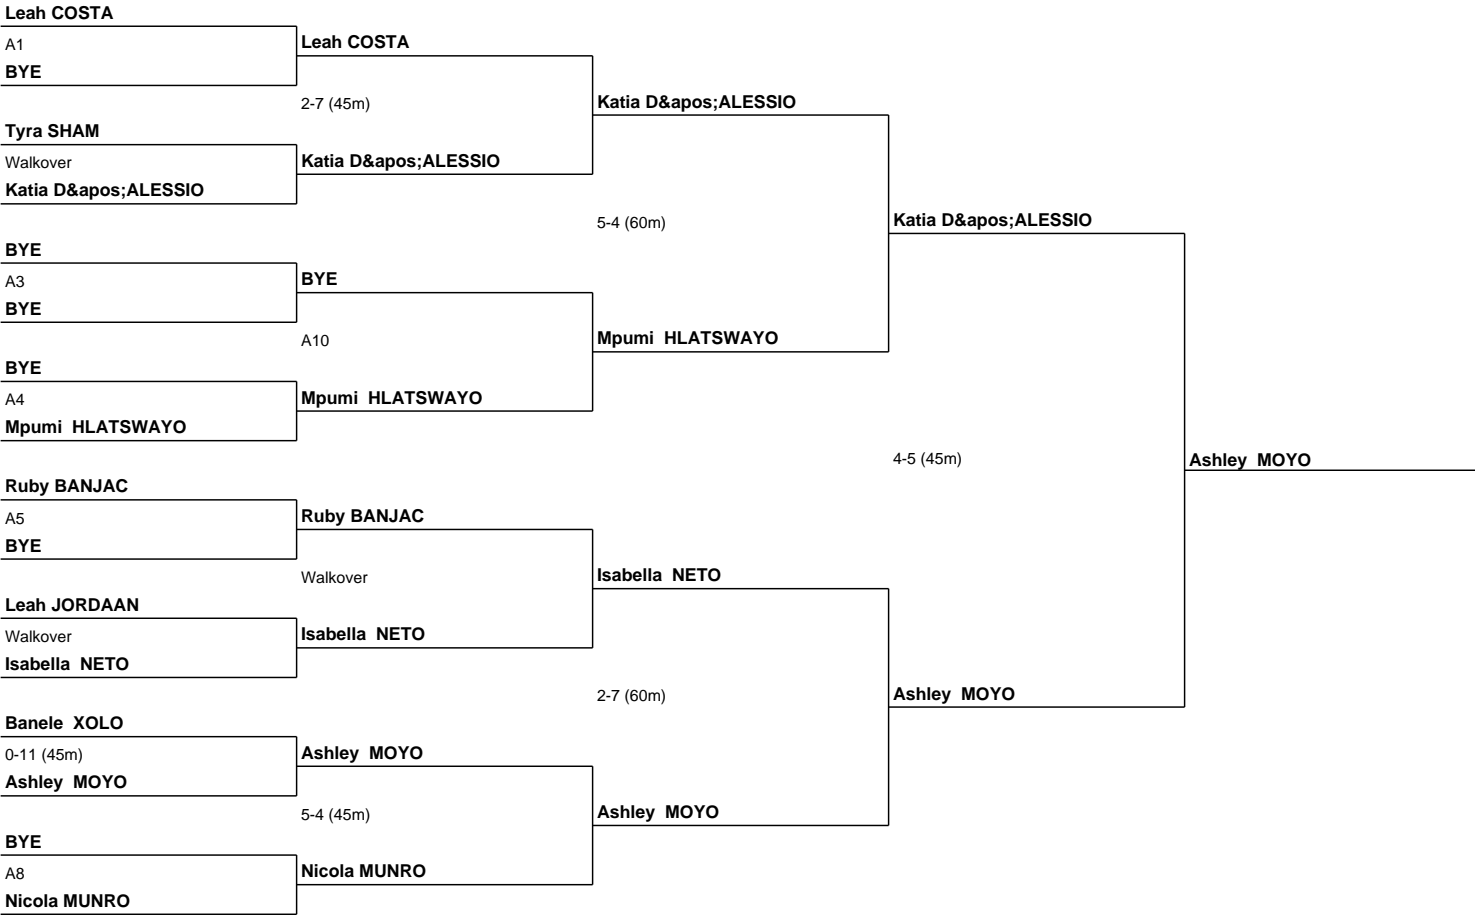 Leah COSTA
A1
BYE
Tyra SHAM
Walkover
Katia D&apos;ALESSIO
BYE
A3
BYE
BYE
A4
Mpumi  HLATSWAYO
Ruby BANJAC
A5
BYE
Leah JORDAAN
Walkover
Isabella  NETO
Banele  XOLO
0-11 (45m)
Ashley  MOYO
BYE
A8
Nicola MUNRO
Leah COSTA
2-7 (45m)
Katia D&apos;ALESSIO
BYE
A10
Mpumi  HLATSWAYO
Ruby BANJAC
Walkover
Isabella  NETO
Ashley  MOYO
5-4 (45m)
Nicola MUNRO
Katia D&apos;ALESSIO
5-4 (60m)
Mpumi  HLATSWAYO
Isabella  NETO
2-7 (60m)
Ashley  MOYO
Katia D&apos;ALESSIO
4-5 (45m)
Ashley  MOYO
Ashley  MOYO